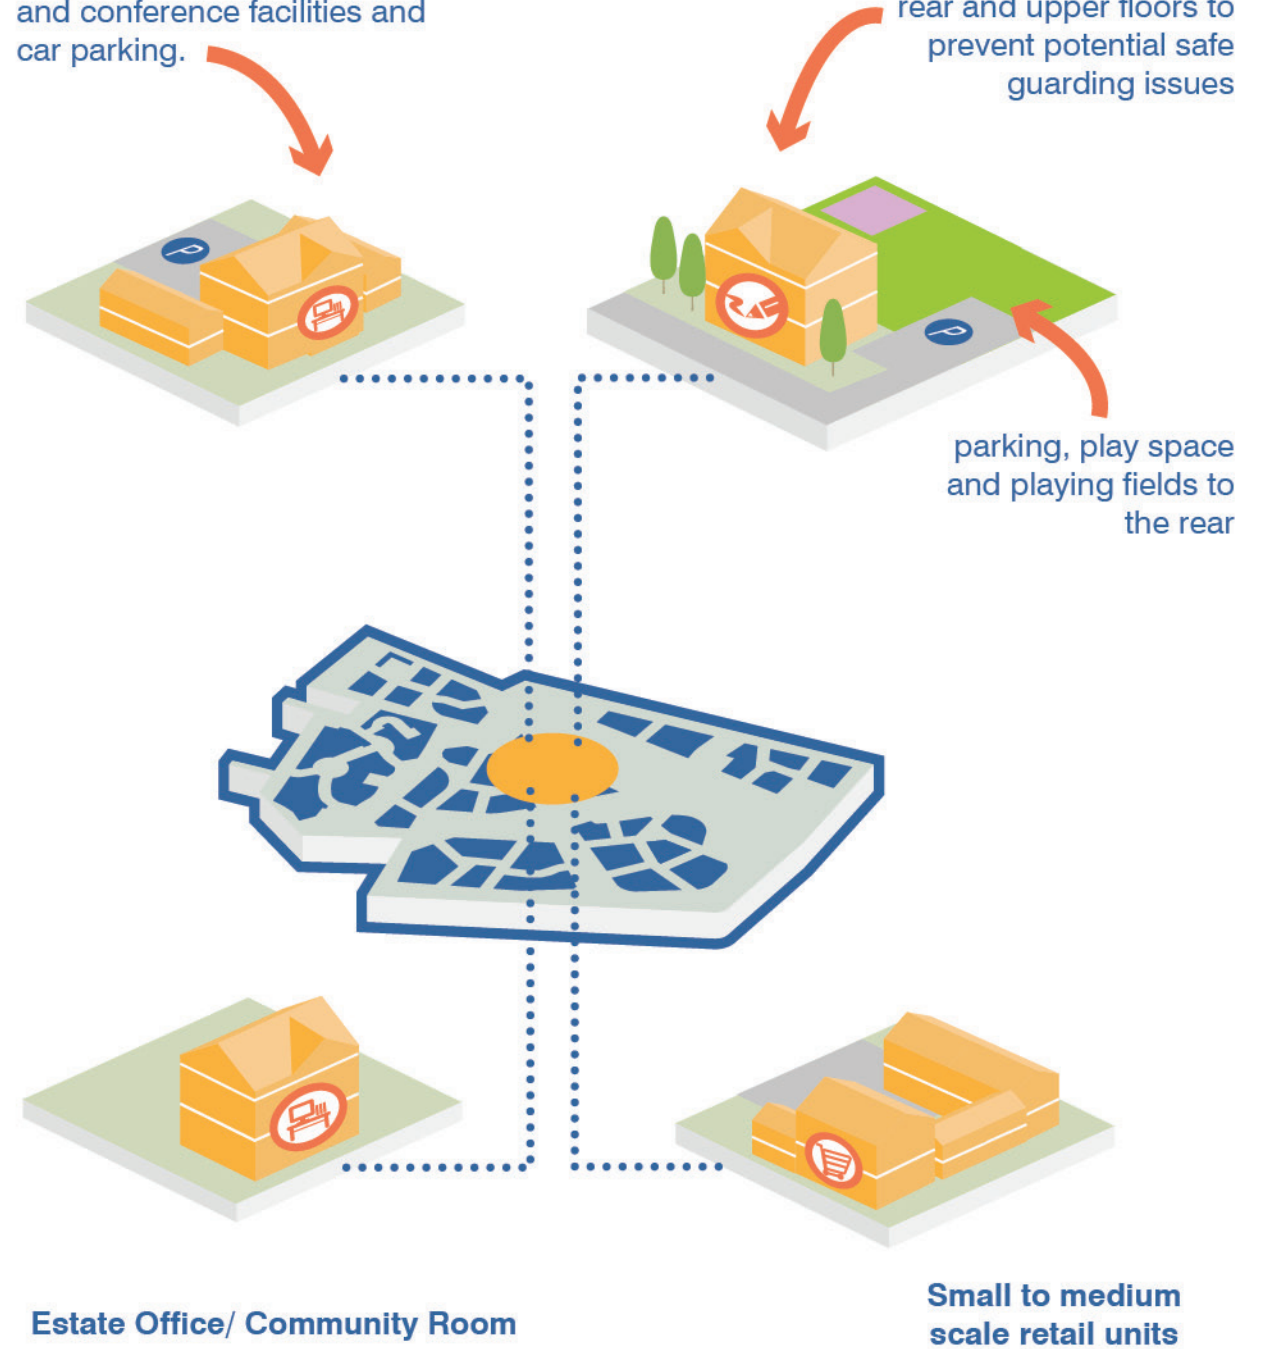 and conference facilities and
car parking.
rear and upper floors to
prevent potential safe
guarding issues
P
P
parking, play space
and playing fields to
the rear
Estate Office/ Community Room
Small to medium
scale retail units